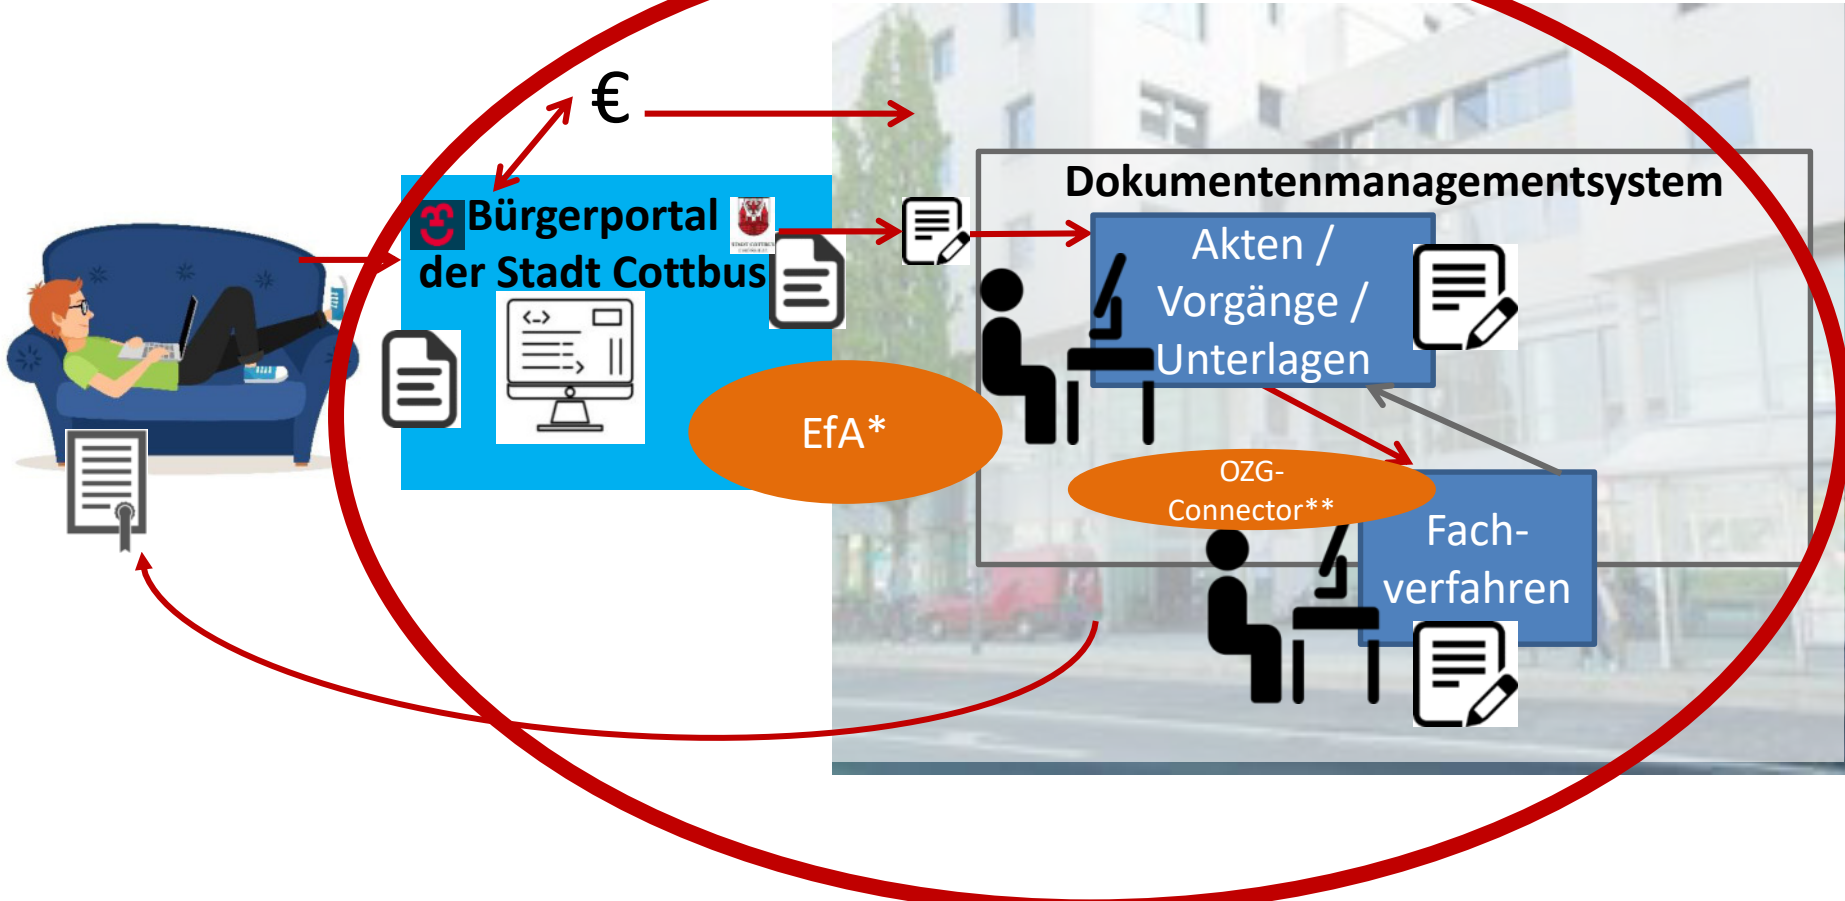 €
Bürgerportal
der Stadt Cottbus
Dokumentenmanagementsystem
Akten /
Vorgänge /
Unterlagen
EfA*
OZG-
Connector**
Fach-
verfahren